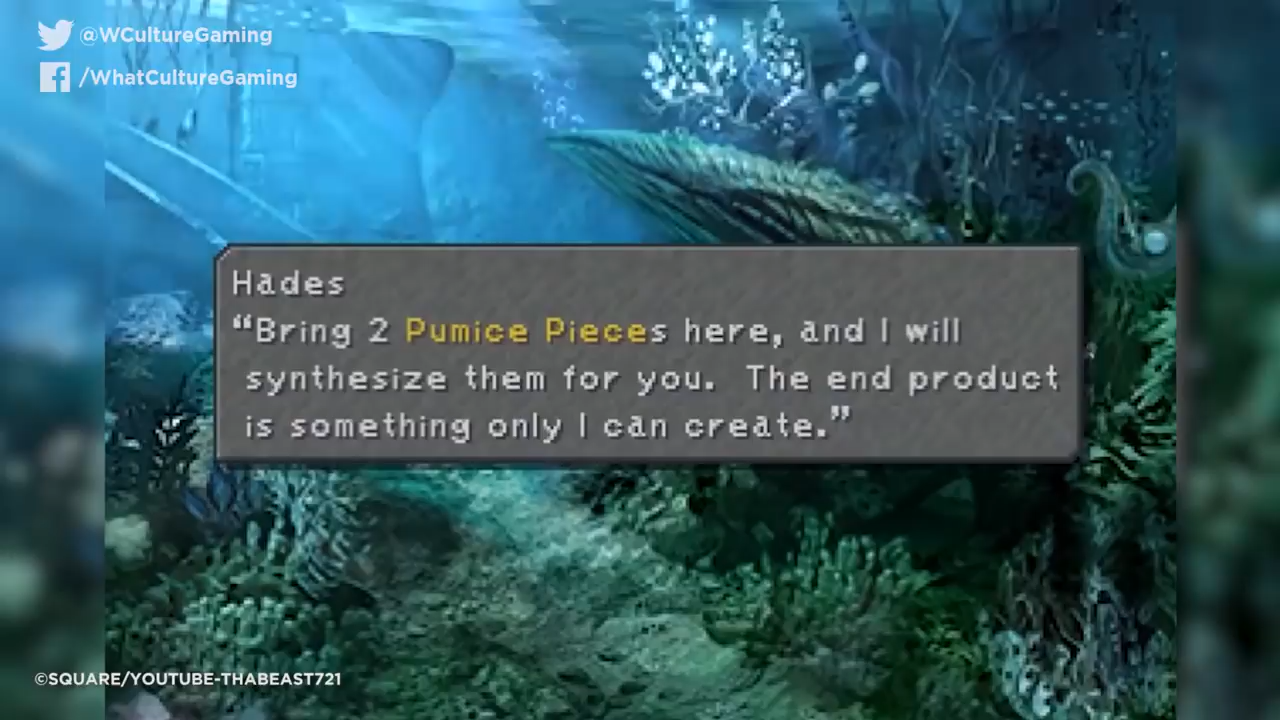 @WCultureGaming
/WhatCultureGaming
Hades
“Bring 2 Pumice Pieces here, and I will
synthesize them for you. The end product
is something only I can create.”
©SQUARE/YOUTUBE-THABEAST721